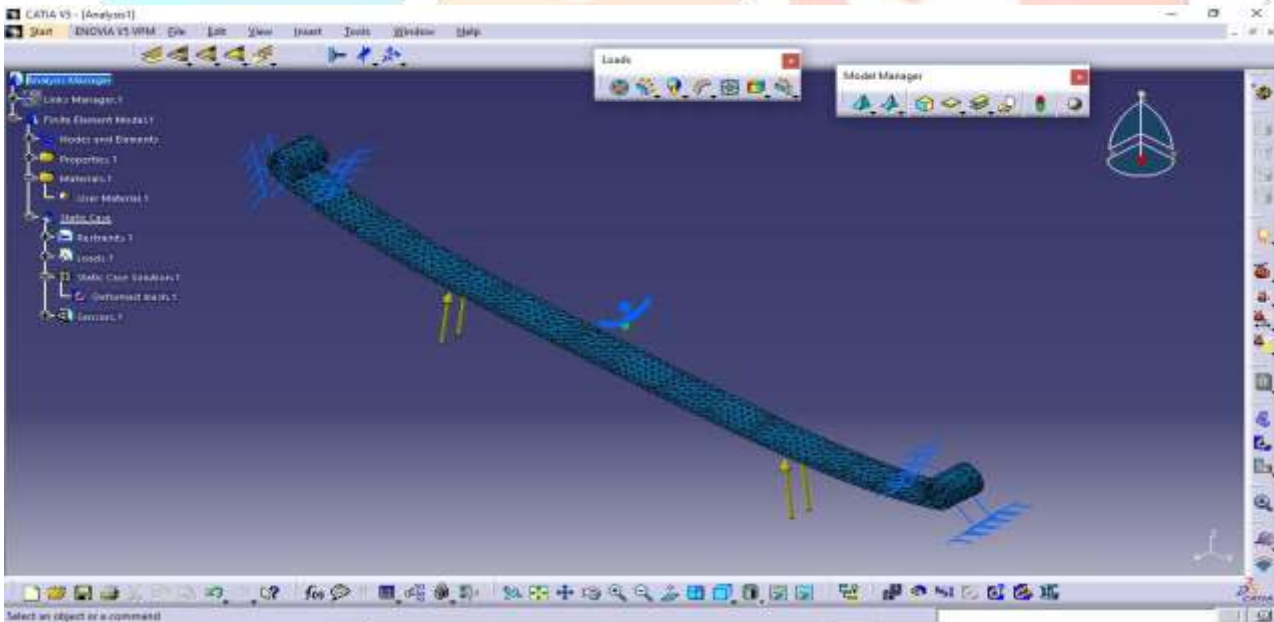 CATIA V5 - [Analysis1]
Start ENOVIA V5 VPM File Edit View Insert Tools Window Help
Loads
Model Manager
Analysis Manager
Links Manager.1
Finite Element Model.1
Nodes and Elements
Properties.1
Materials.1
User Material.1
Static Case
Restraints.1
Loads.1
Static Case Solution.1
Deformed mesh.1
Sensors.1
Select an object or a command